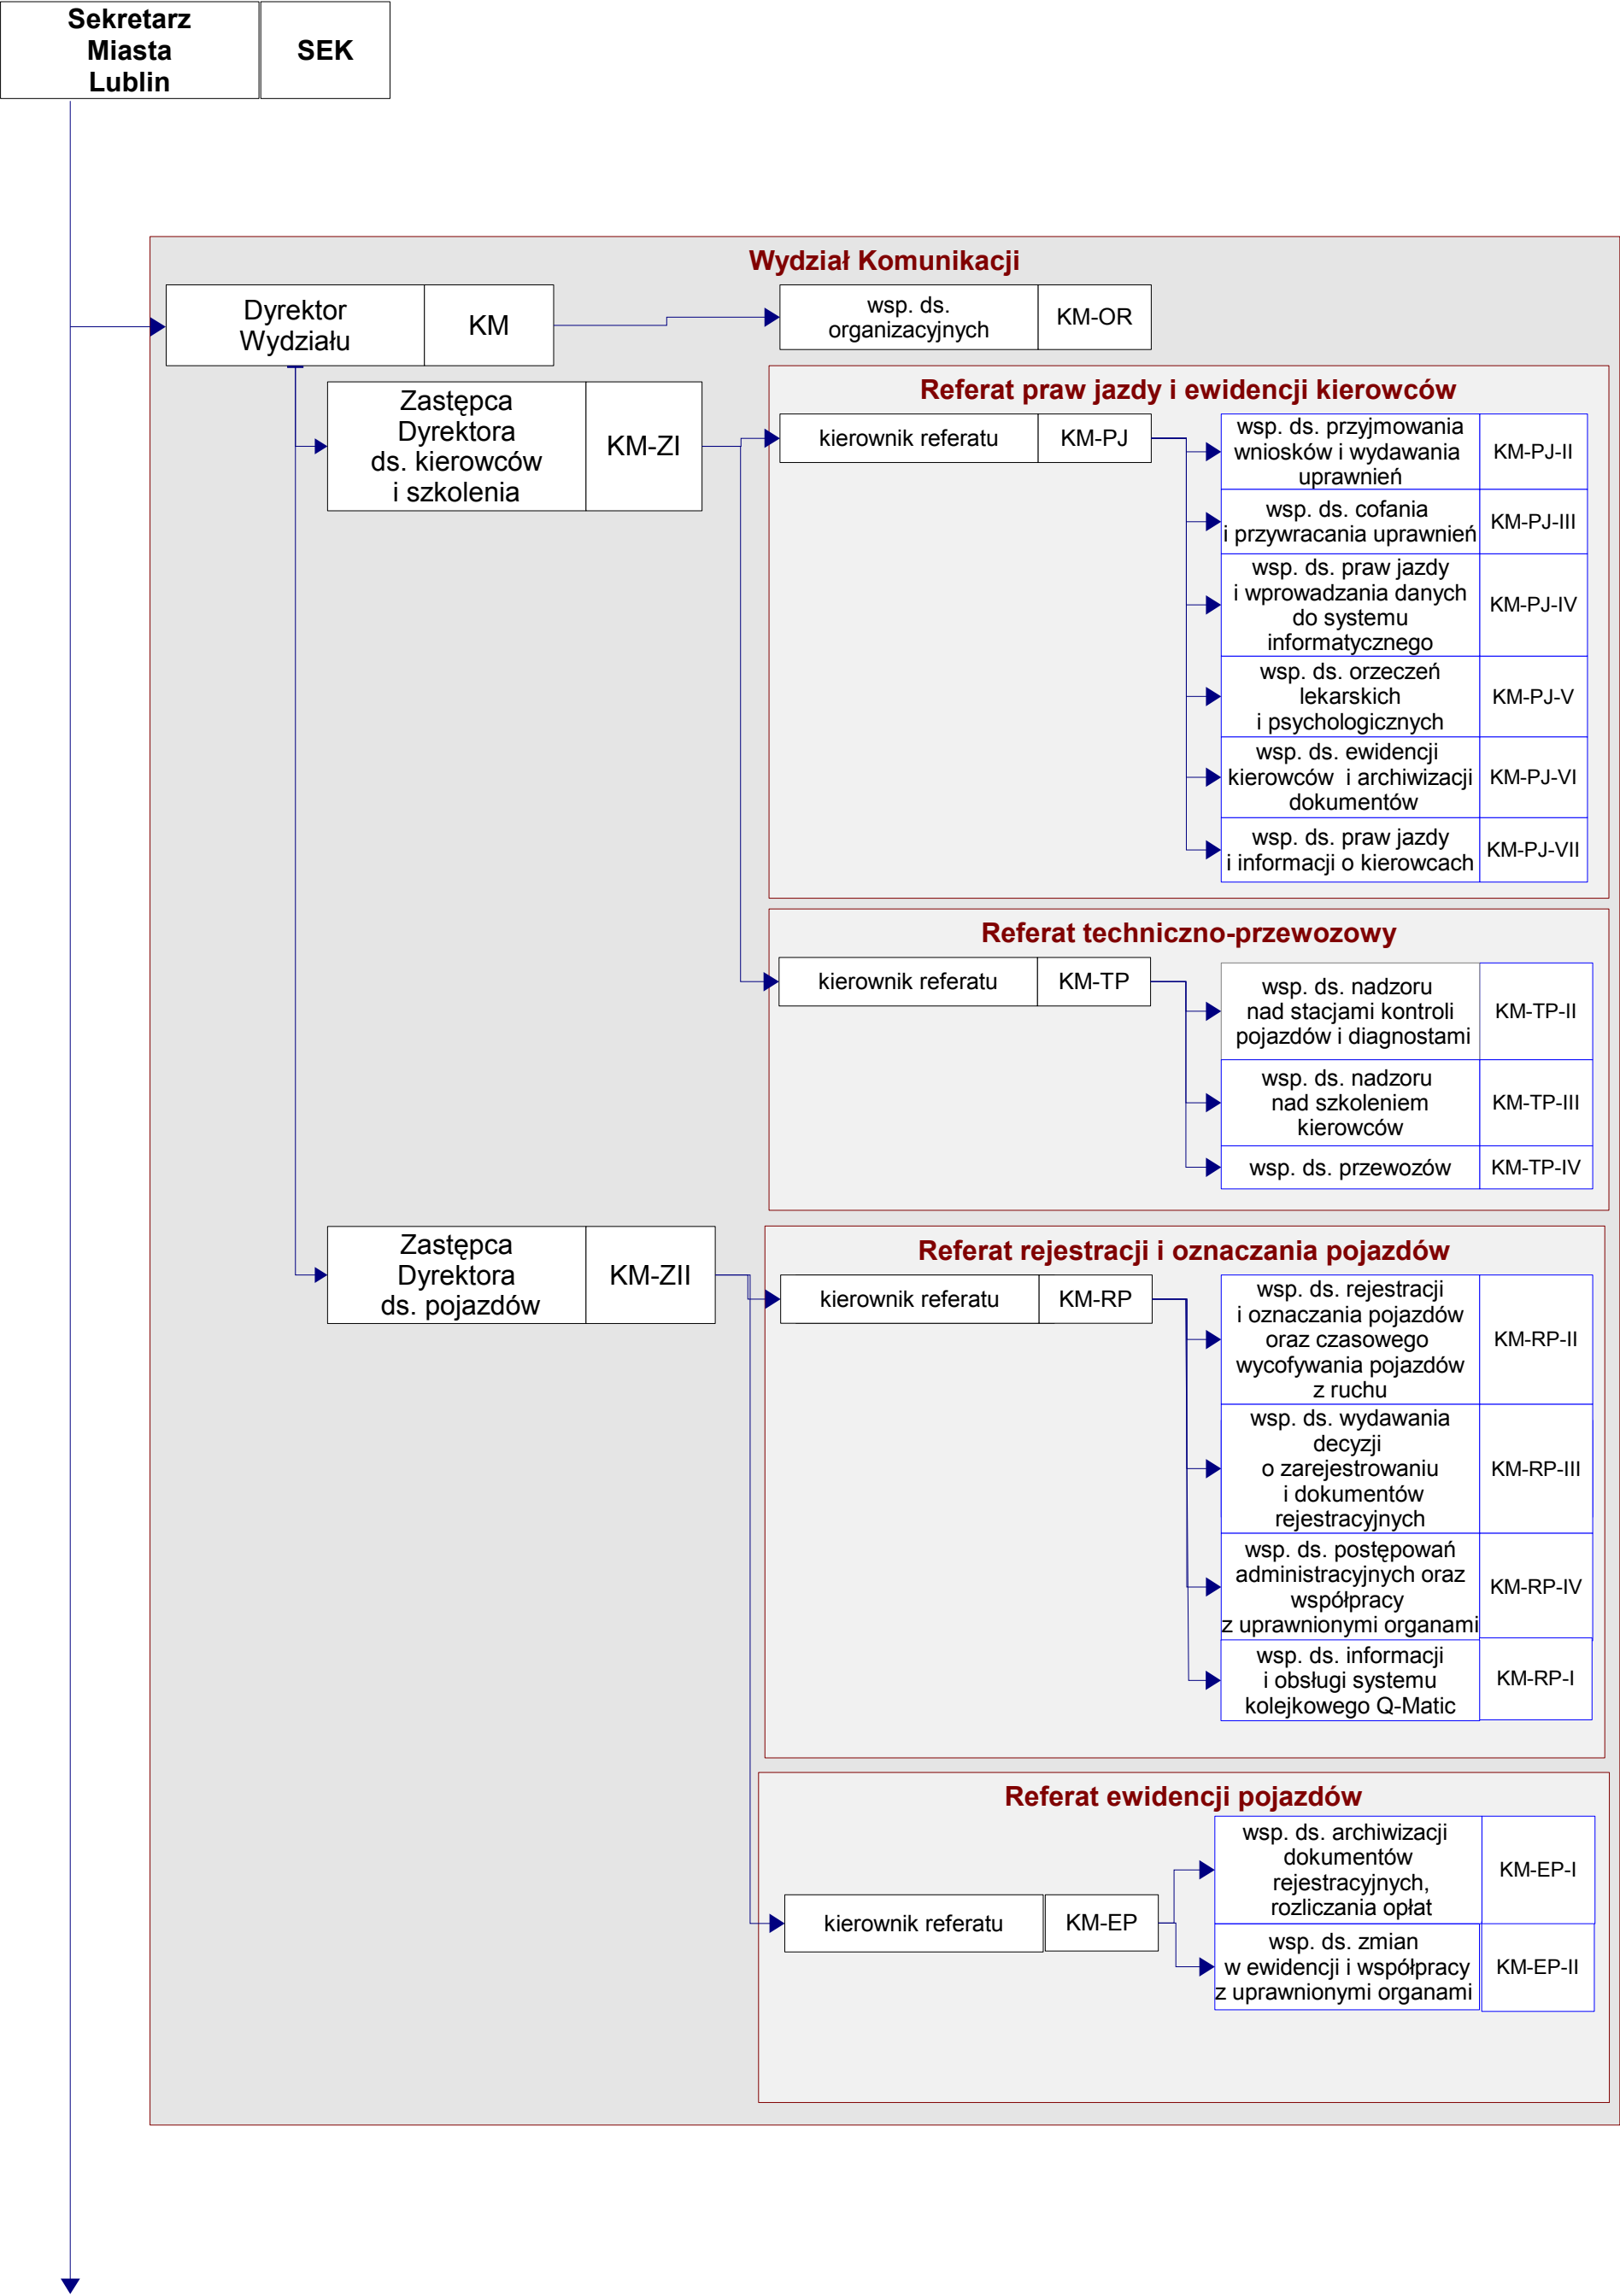 Sekretarz
Miasta
Lublin
SEK
Wydział Komunikacji
Dyrektor
Wydziału
KM
wsp. ds.
organizacyjnych
KM-OR
Zastępca
Dyrektora
ds. kierowców
i szkolenia
KM-ZI
Referat praw jazdy i ewidencji kierowców
kierownik referatu
KM-PJ
wsp. ds. przyjmowania
wniosków i wydawania
uprawnień
KM-PJ-II
wsp. ds. cofania
i przywracania uprawnień
KM-PJ-III
wsp. ds. praw jazdy
i wprowadzania danych
do systemu
informatycznego
KM-PJ-IV
wsp. ds. orzeczeń
lekarskich
i psychologicznych
KM-PJ-V
wsp. ds. ewidencji
kierowców i archiwizacji
dokumentów
KM-PJ-VI
wsp. ds. praw jazdy
i informacji o kierowcach
KM-PJ-VII
Referat techniczno-przewozowy
kierownik referatu
KM-TP
wsp. ds. nadzoru
nad stacjami kontroli
pojazdów i diagnostami
KM-TP-II
wsp. ds. nadzoru
nad szkoleniem
kierowców
KM-TP-III
wsp. ds. przewozów
KM-TP-IV
Zastępca
Dyrektora
ds. pojazdów
KM-ZII
Referat rejestracji i oznaczania pojazdów
kierownik referatu
KM-RP
wsp. ds. rejestracji
i oznaczania pojazdów
oraz czasowego
wycofywania pojazdów
z ruchu
KM-RP-II
wsp. ds. wydawania
decyzji
o zarejestrowaniu
i dokumentów
rejestracyjnych
KM-RP-III
wsp. ds. postępowań
administracyjnych oraz
współpracy
z uprawnionymi organami
KM-RP-IV
wsp. ds. informacji
i obsługi systemu
kolejkowego Q-Matic
KM-RP-I
Referat ewidencji pojazdów
kierownik referatu
KM-EP
wsp. ds. archiwizacji
dokumentów
rejestracyjnych,
rozliczania opłat
KM-EP-I
wsp. ds. zmian
w ewidencji i współpracy
z uprawnionymi organami
KM-EP-II